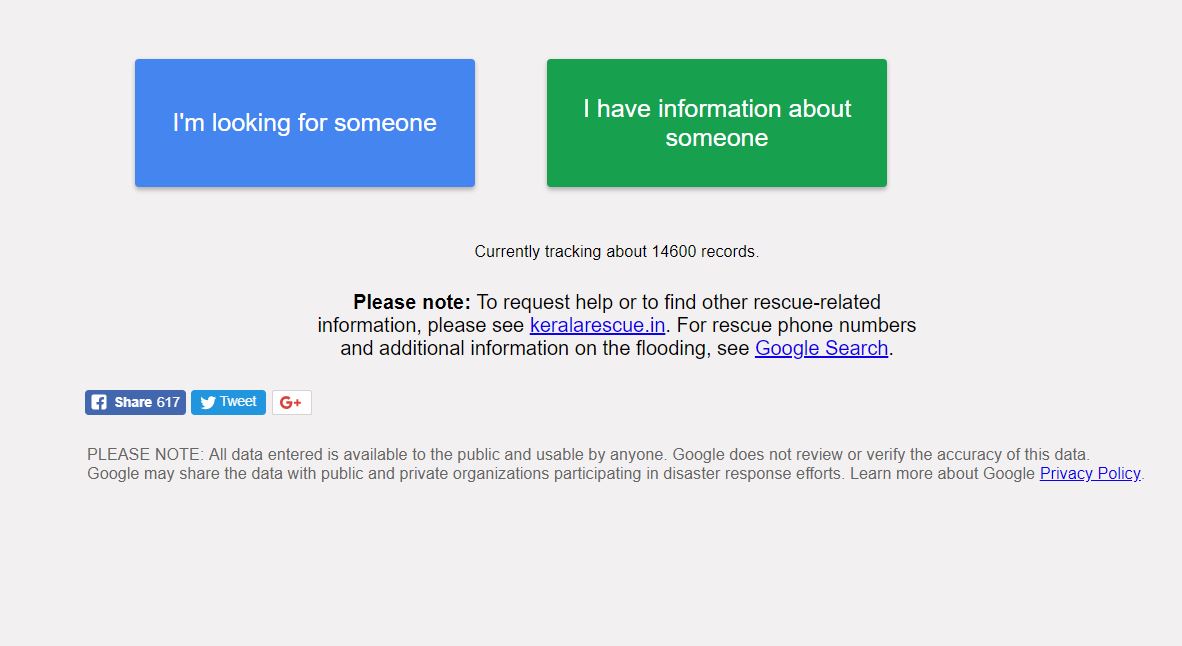 I'm looking for someone
I have information about
someone
Currently tracking about 14600 records.
Please note: To request help or to find other rescue-related
information, please see keralarescue.in. For rescue phone numbers
and additional information on the flooding, see Google Search.
Share 617 Tweet G+
PLEASE NOTE: All data entered is available to the public and usable by anyone. Google does not review or verify the accuracy of this data.
Google may share the data with public and private organizations participating in disaster response efforts. Learn more about Google Privacy Policy.